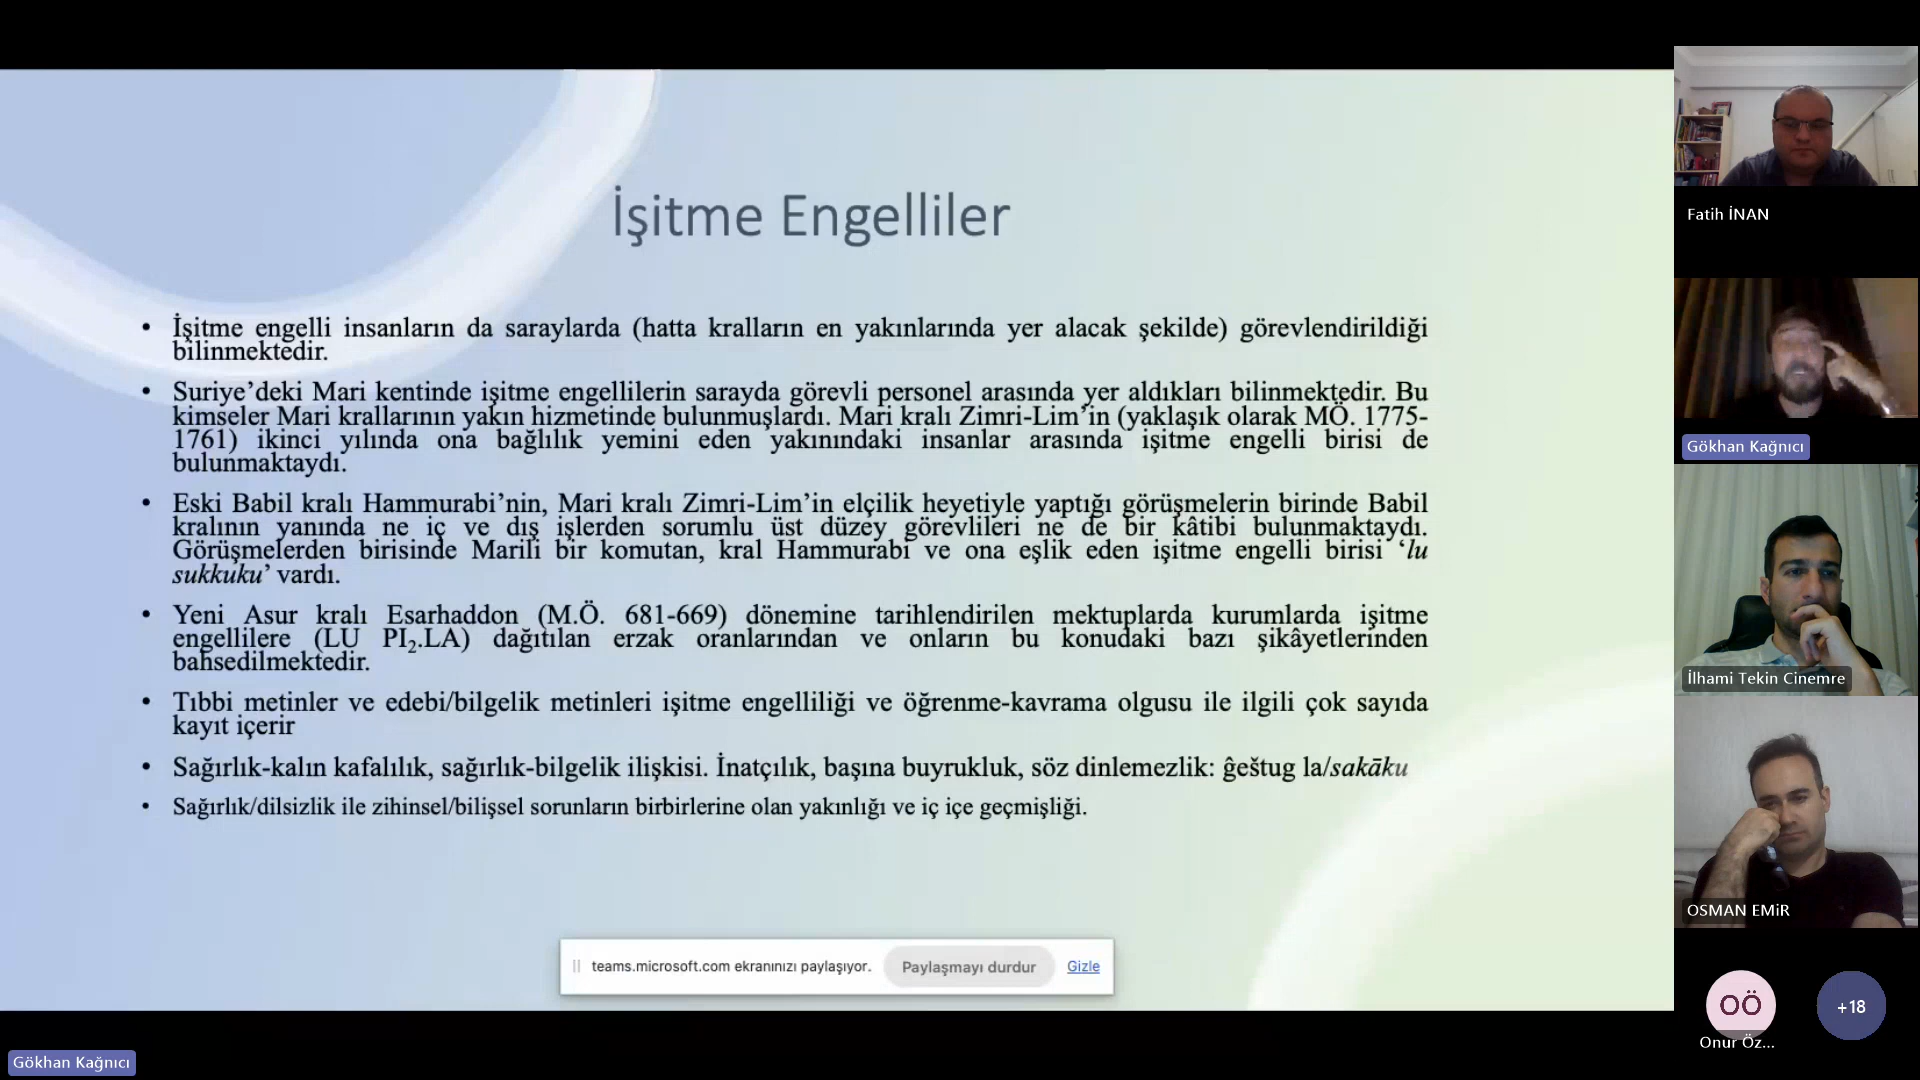 İşitme Engelliler
• İşitme engelli insanların da saraylarda (hatta kralların en yakınlarında yer alacak şekilde) görevlendirildiği
bilinmektedir.
• Suriye’deki Mari kentinde işitme engellilerin sarayda görevli personel arasında yer aldıkları bilinmektedir. Bu
kimseler Mari krallarının yakın hizmetinde bulunmuşlardı. Mari kralı Zimri-Lim’in (yaklaşık olarak MÖ. 1775-
1761) ikinci yılında ona bağlılık yemini eden yakınındaki insanlar arasında işitme engelli birisi de
bulunmaktaydı.
• Eski Babil kralı Hammurabi’nin, Mari kralı Zimri-Lim’in elçilik heyetiyle yaptığı görüşmelerin birinde Babil
kralının yanında ne iç ve dış işlerden sorumlu üst düzey görevlileri ne de bir kâtibi bulunmaktaydı.
Görüşmelerden birisinde Marili bir komutan, kral Hammurabi ve ona eşlik eden işitme engelli birisi ‘lu
sukkuku’ vardı.
• Yeni Asur kralı Esarhaddon (M.Ö. 681-669) dönemine tarihlendirilen mektuplarda kurumlarda işitme
engellilere (LU PI₂.LA) dağıtılan erzak oranlarından ve onların bu konudaki bazı şikâyetlerinden
bahsedilmektedir.
• Tıbbi metinler ve edebi/bilgelik metinleri işitme engelliliği ve öğrenme-kavrama olgusu ile ilgili çok sayıda
kayıt içerir
• Sağırlık-kalın kafalılık, sağırlık-bilgelik ilişkisi. İnatçılık, başına buyrukluk, söz dinlemezlik: ĝeštug la/sakāku
• Sağırlık/dilsizlik ile zihinsel/bilişsel sorunların birbirlerine olan yakınlığı ve iç içe geçmişliği.
teams.microsoft.com ekranınızı paylaşıyor. Paylaşmayı durdur Gizle
Gökhan Kağnıcı
Fatih İNAN
Gökhan Kağnıcı
İlhami Tekin Cinemre
OSMAN EMiR
OÖ
Onur Öz...
+18